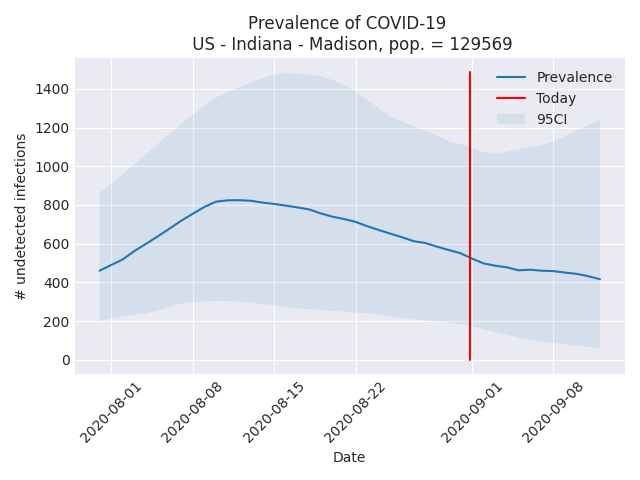 Prevalence of COVID-19
US - Indiana - Madison, pop. = 129569
Prevalence
Today
95CI
# undetected infections
1400
1200
1000
800
600
400
200
0
2020-08-01
2020-08-08
2020-08-15
2020-08-22
2020-09-01
2020-09-08
Date